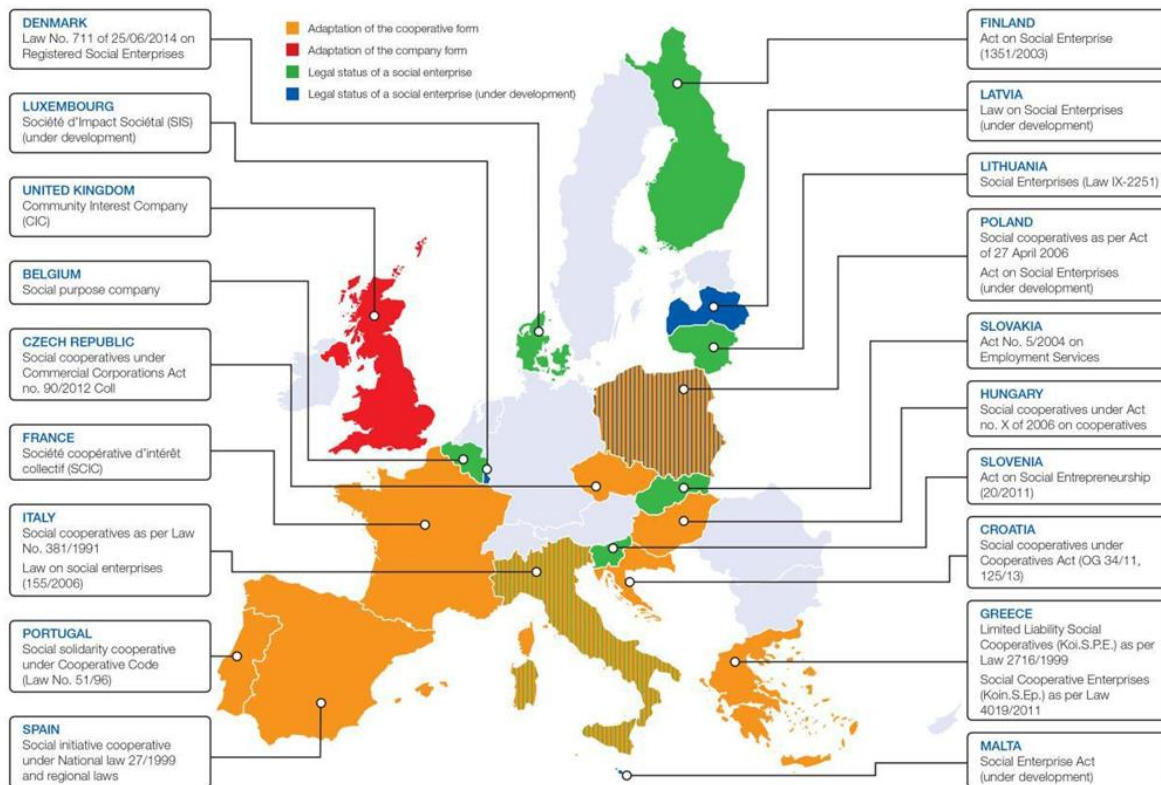 DENMARK
Law No. 711 of 25/06/2014 on
Registered Social Enterprises
LUXEMBOURG
Société d'Impact Sociétal (SIS)
(under development)
UNITED KINGDOM
Community Interest Company
(CIC)
BELGIUM
Social purpose company
CZECH REPUBLIC
Social cooperatives under
Commercial Corporations Act
no. 90/2012 Coll
FRANCE
Société coopérative d'intérêt
collectif (SCIC)
ITALY
Social cooperatives as per Law
No. 381/1991
Law on social enterprises
(155/2006)
PORTUGAL
Social solidarity cooperative
under Cooperative Code
(Law No. 51/96)
SPAIN
Social initiative cooperative
under National law 27/1999
and regional laws
Adaptation of the cooperative form
Adaptation of the company form
Legal status of a social enterprise
Legal status of a social enterprise (under development)
FINLAND
Act on Social Enterprise
(1351/2003)
LATVIA
Law on Social Enterprises
(under development)
LITHUANIA
Social Enterprises (Law IX-2251)
POLAND
Social cooperatives as per Act
of 27 April 2006
Act on Social Enterprises
(under development)
SLOVAKIA
Act No. 5/2004 on
Employment Services
HUNGARY
Social cooperatives under Act
no. X of 2006 on cooperatives
SLOVENIA
Act on Social Entrepreneurship
(20/2011)
CROATIA
Social cooperatives under
Cooperatives Act (OG 34/11,
125/13)
GREECE
Limited Liability Social
Cooperatives (Koi.S.P.E.) as per
Law 2716/1999
Social Cooperative Enterprises
(Koin.S.Ep.) as per Law
4019/2011
MALTA
Social Enterprise Act
(under development)